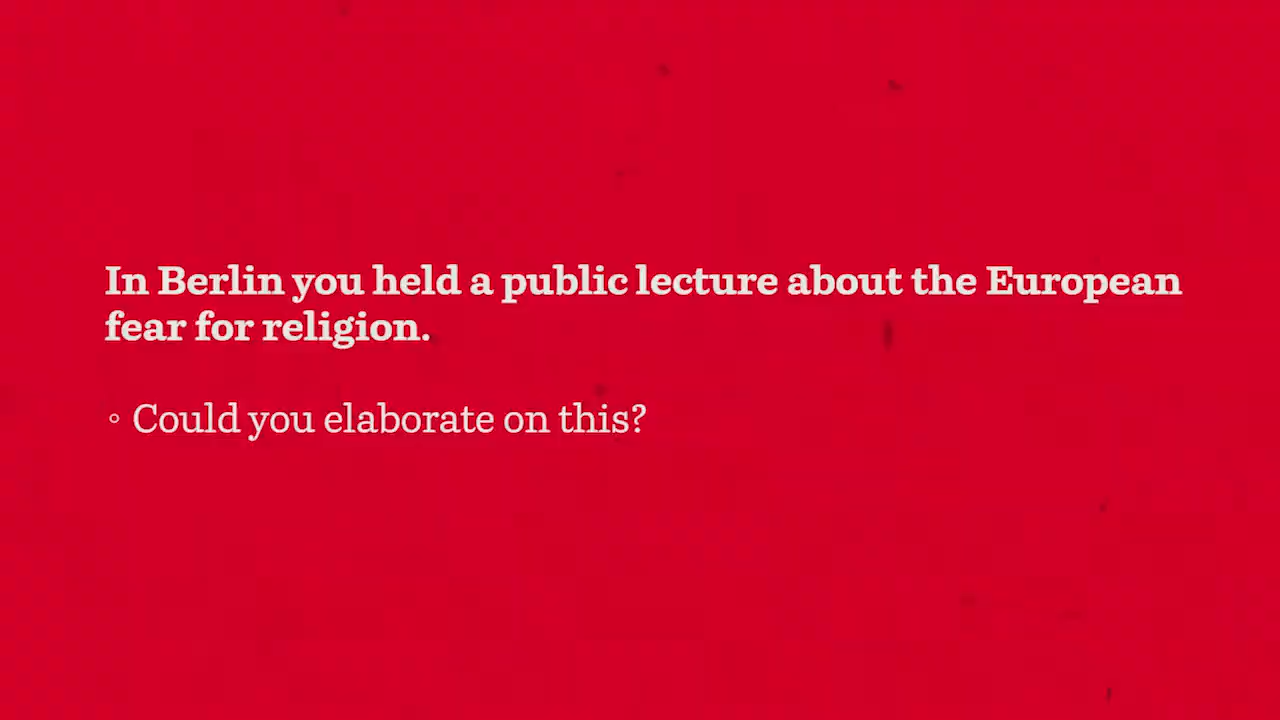 In Berlin you held a public lecture about the European
fear for religion.
◦ Could you elaborate on this?